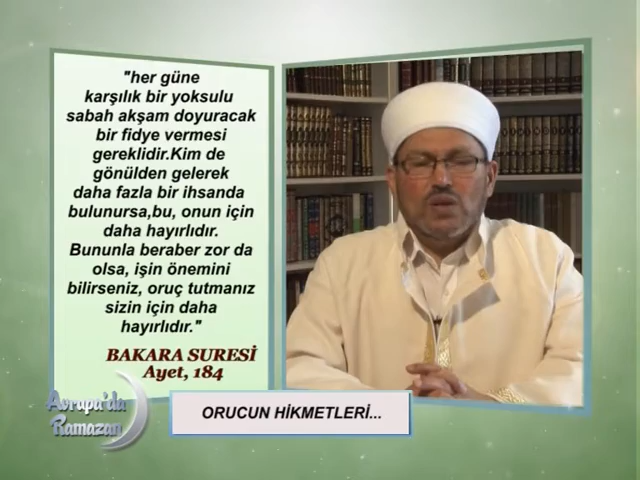 "her güne
karşılık bir yoksulu
sabah akşam doyuracak
bir fidye vermesi
gereklidir.Kim de
gönülden gelerek
daha fazla bir ihsanda
bulunursa,bu, onun için
daha hayırlıdır.
Bununla beraber zor da
olsa, işin önemini
bilirseniz, oruç tutmanız
sizin için daha
hayırlıdır."
BAKARA SURESİ
Ayet, 184
Avrupa'da
Ramazan
ORUCUN HİKMETLERİ...